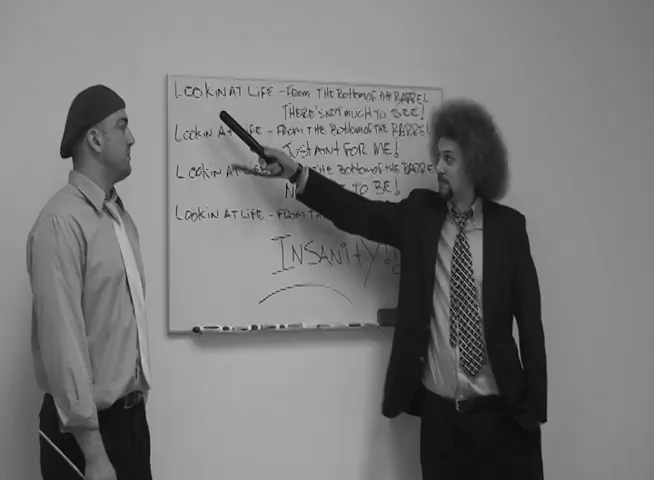 LOOKIN AT LIFE - FROM THE BOTTOM OF THE BARREL
THERE'S NOT MUCH TO SEE!
LOOKIN AT LIFE - FROM THE BOTTOM OF THE BARREL
JUST AINT FOR ME!
LOOKIN AT THE BOTTOM OF THE BARREL
TO BE!
LOOKIN AT LIFE - FROM
INSANITY!!